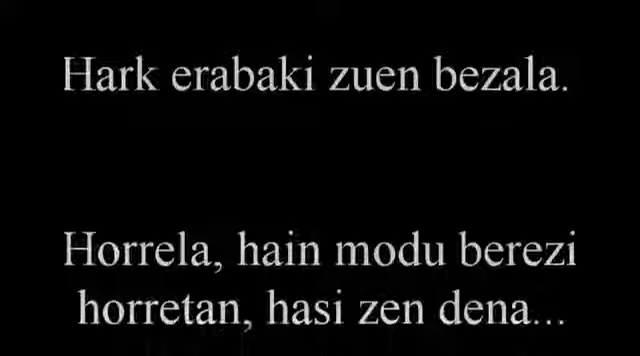 Hark erabaki zuen bezala.
Horrela, hain modu berezi
horretan, hasi zen dena...